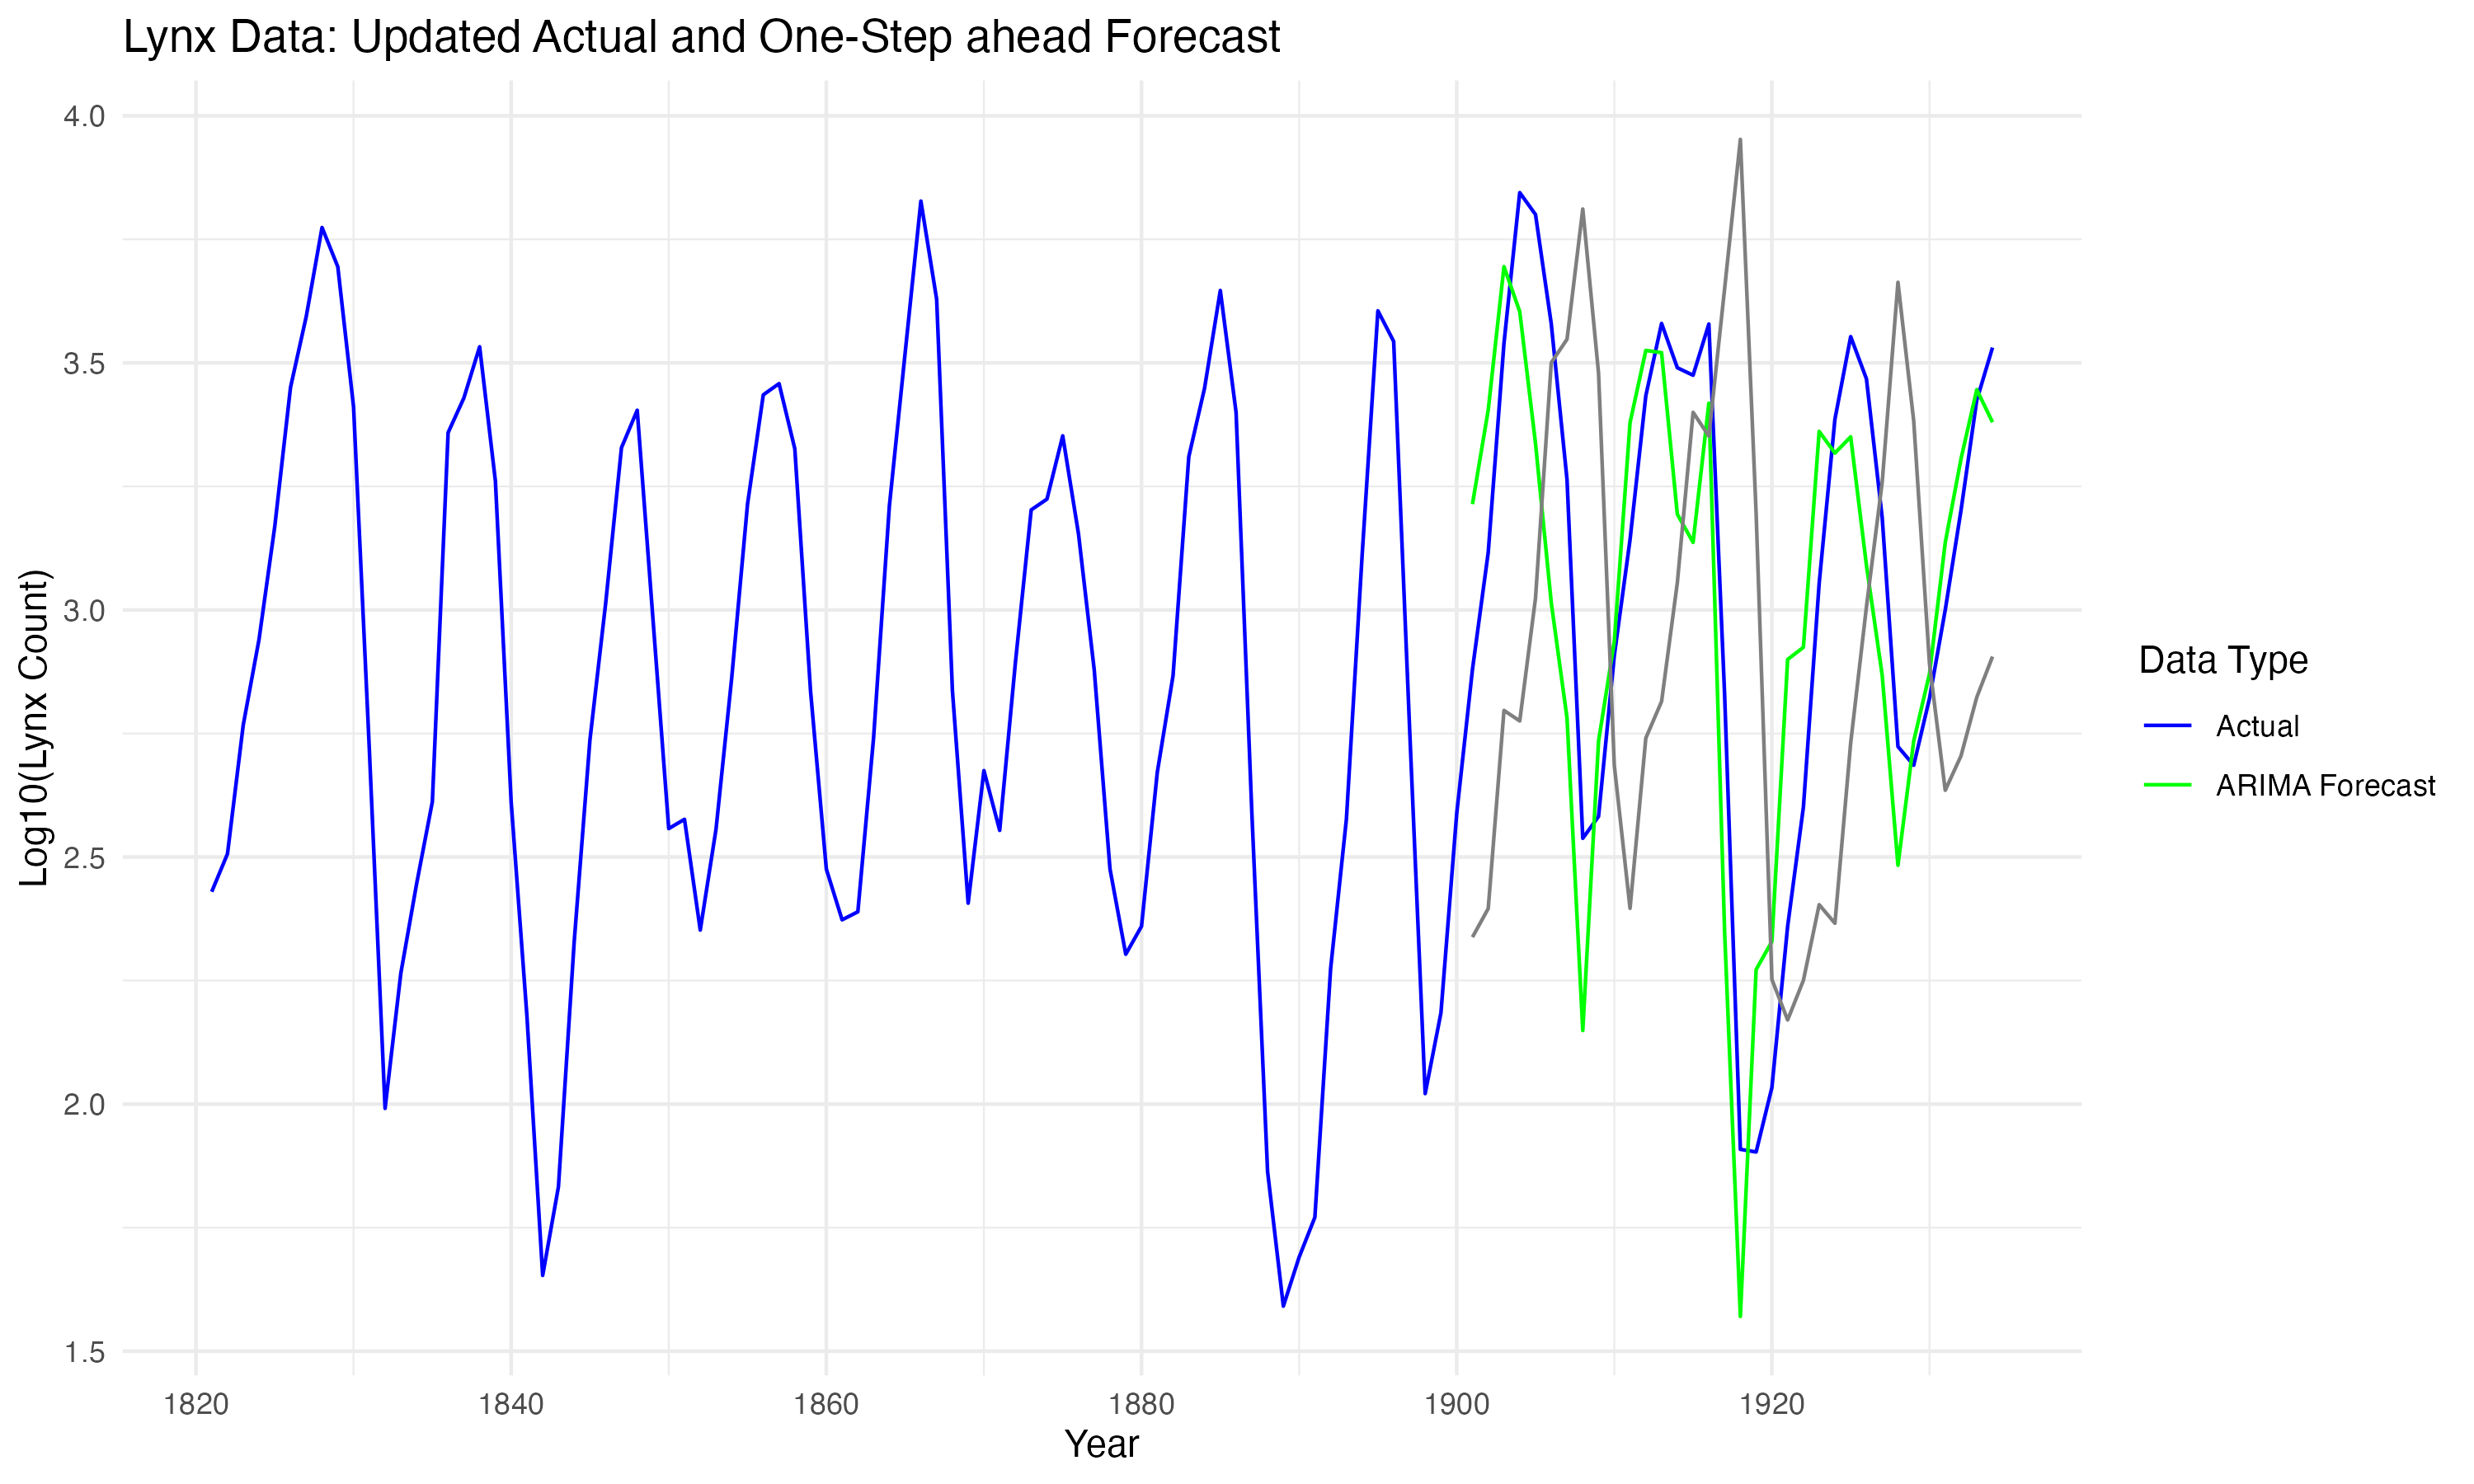 Lynx Data: Updated Actual and One-Step ahead Forecast
4.0
3.5
3.0
2.5
2.0
1.5
Log10(Lynx Count)
1820 1840 1860 1880 1900 1920
Year
Data Type
Actual
ARIMA Forecast